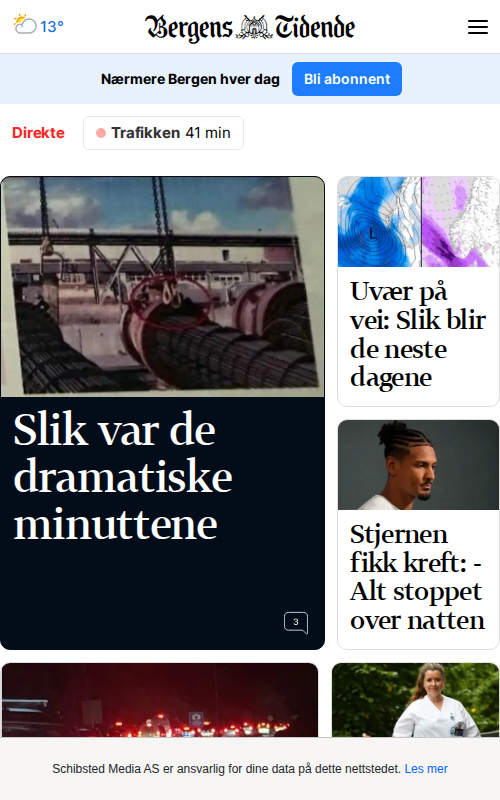 13°
Bergens Tidende
Nærmere Bergen hver dag
Bli abonnent
Direkte
Trafikken 41 min
Slik var de
dramatiske
minuttene
3
L
Uvær på
vei: Slik blir
de neste
dagene
Stjernen
fikk kreft: -
Alt stoppet
over natten
Schibsted Media AS er ansvarlig for dine data på dette nettstedet. Les mer